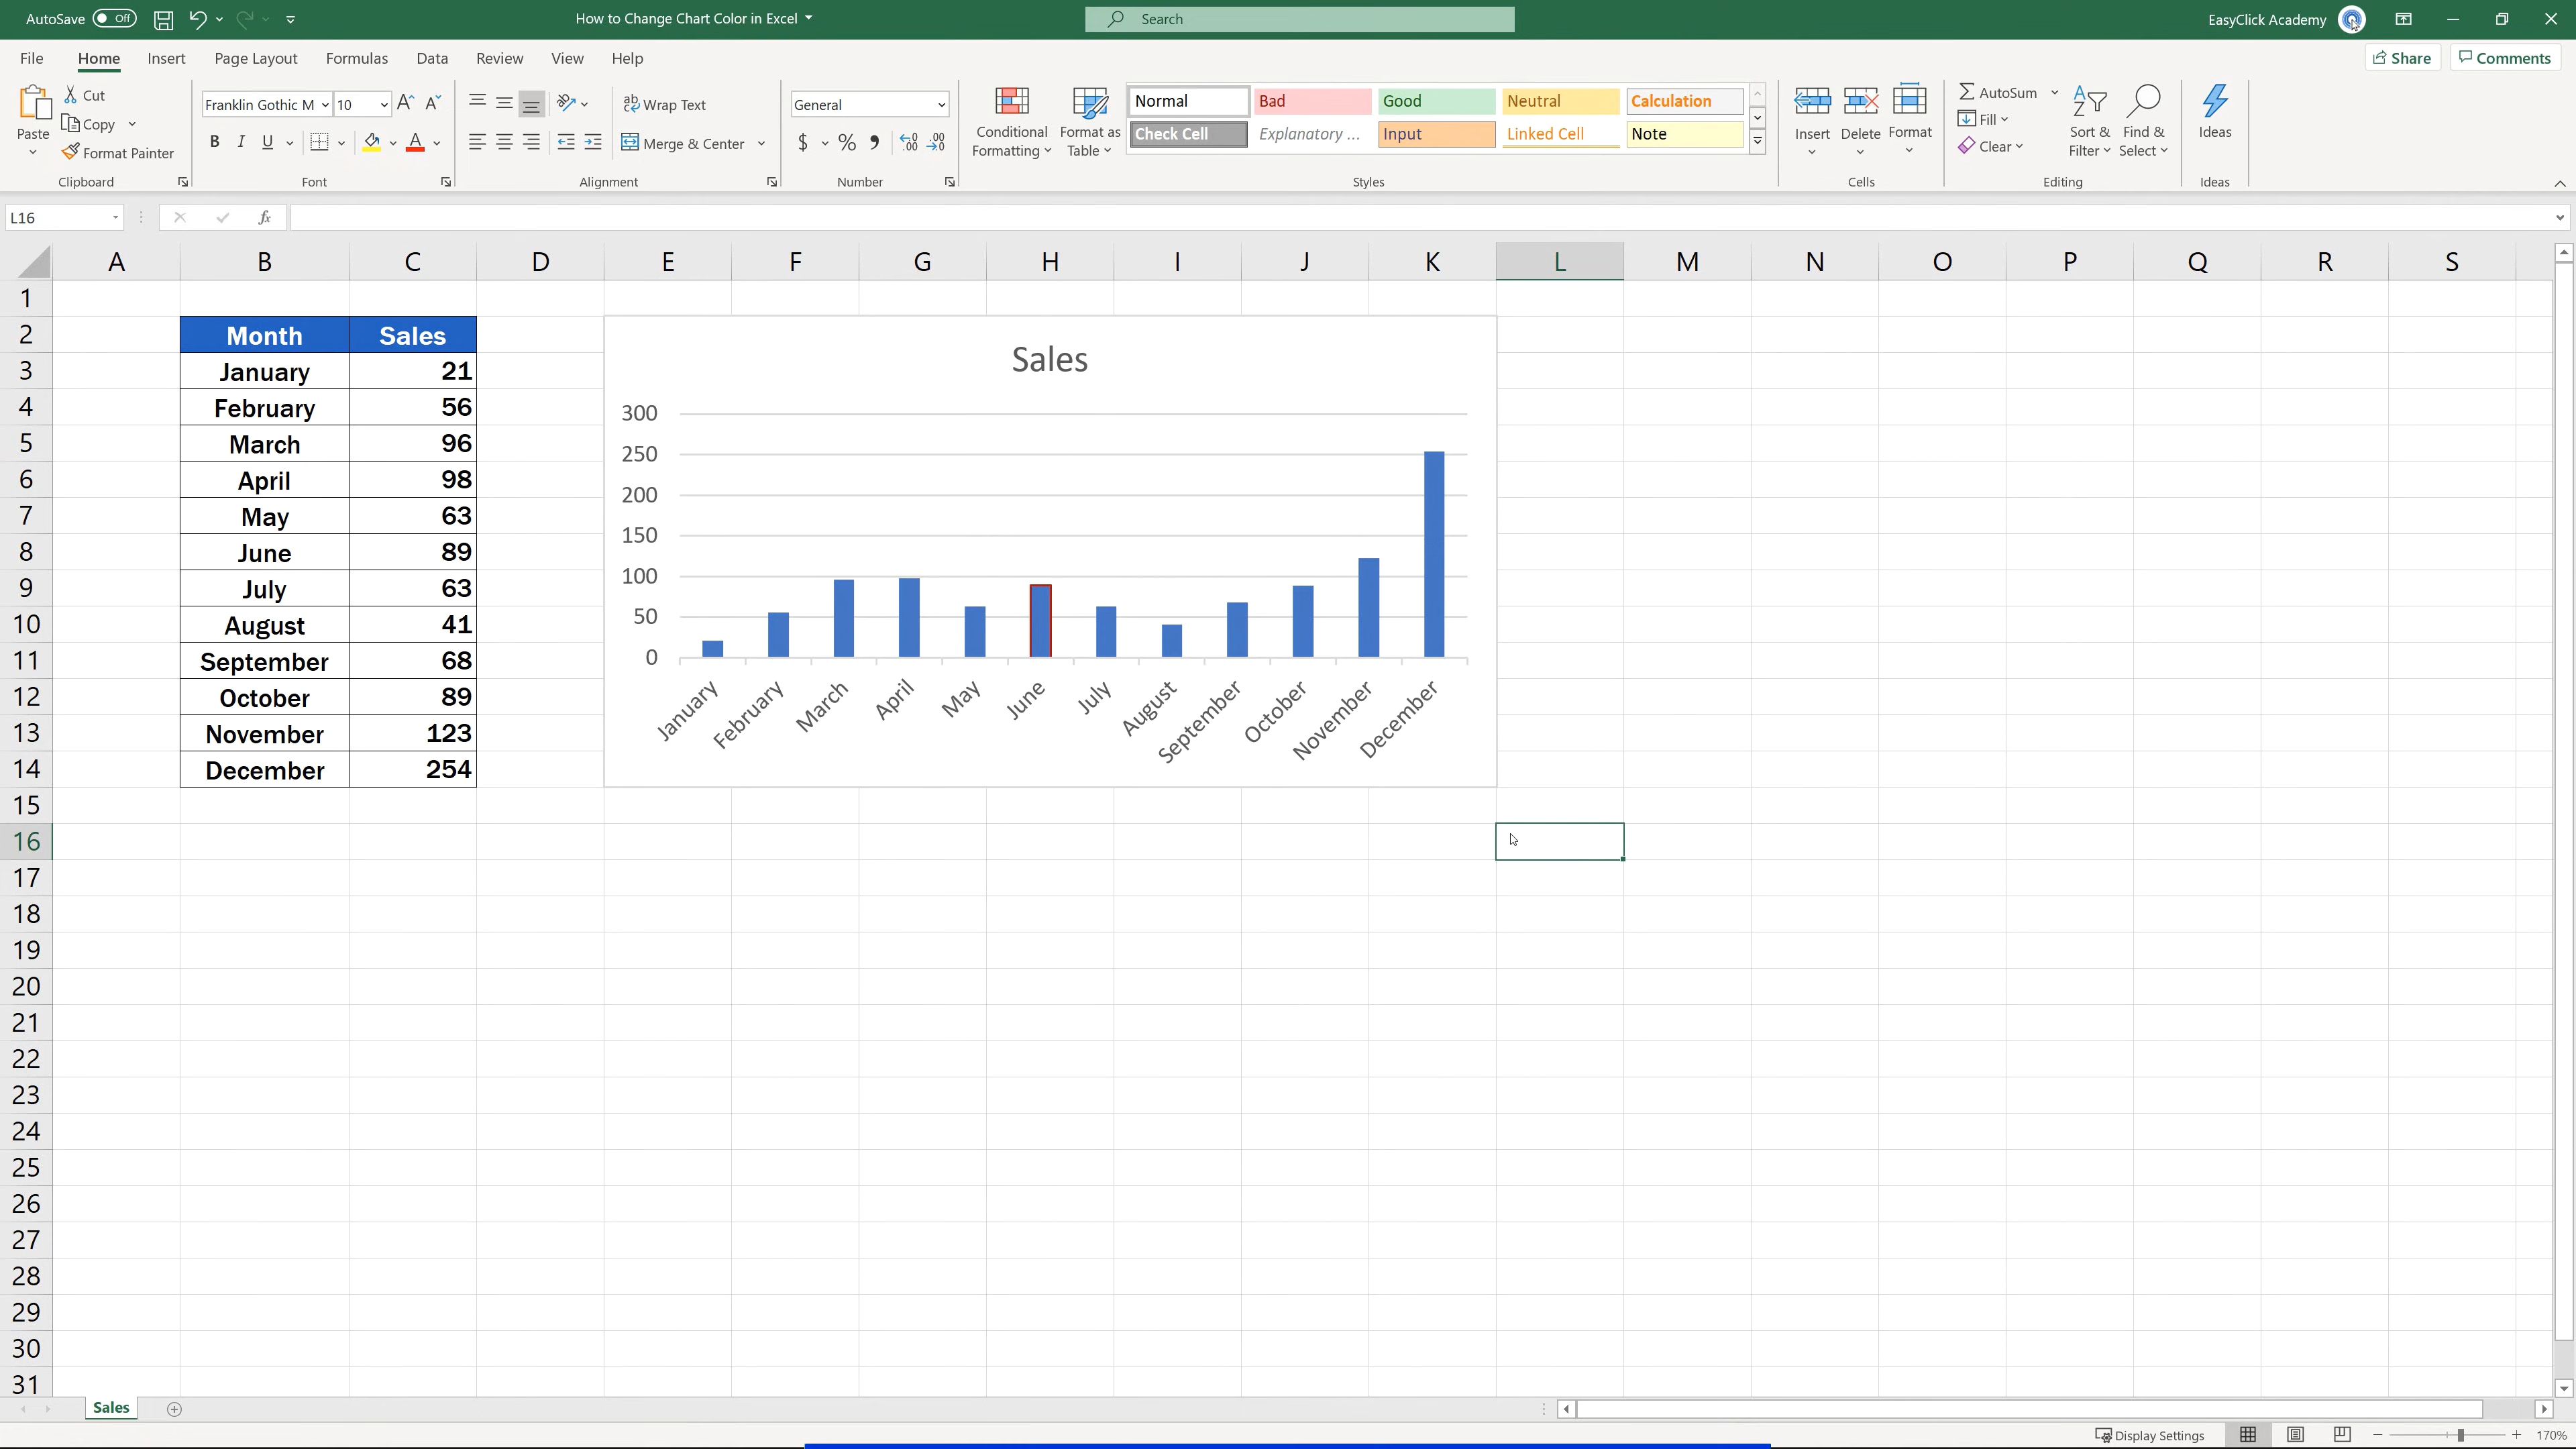 AutoSave Off How to Change Chart Color in Excel Search EasyClick Academy
File Home Insert Page Layout Formulas Data Review View Help Share Comments
Paste Cut Copy Format Painter Clipboard
Franklin Gothic M 10 B I U A Font
ab Wrap Text Merge & Center Alignment
General $ % Number
Conditional Formatting Format as Table
Normal Bad Good Neutral Calculation
Check Cell Explanatory ... Input Linked Cell Note
Styles
Insert Delete Format Cells
AutoSum Fill Clear Sort & Filter Find & Select Editing
Ideas Ideas
L16 fx
A B C D E F G H I J K L M N O P Q R S
1
2 Month Sales
3 January 21
4 February 56
5 March 96
6 April 98
7 May 63
8 June 89
9 July 63
10 August 41
11 September 68
12 October 89
13 November 123
14 December 254
15
16
17
18
19
20
21
22
23
24
25
26
27
28
29
30
31
Sales
300
250
200
150
100
50
0
January February March April May June July August September October November December
Sales
Display Settings 170%